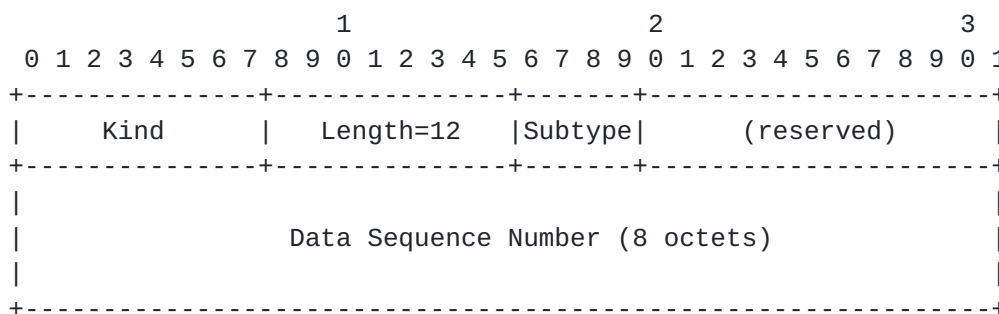 1                   2                   3
 0 1 2 3 4 5 6 7 8 9 0 1 2 3 4 5 6 7 8 9 0 1 2 3 4 5 6 7 8 9 0 1
+---------------+---------------+-------+----------------------+
|     Kind      |   Length=12   |Subtype|      (reserved)      |
+---------------+---------------+-------+----------------------+
|                                                              |
|                 Data Sequence Number (8 octets)              |
|                                                              |
+--------------------------------------------------------------+